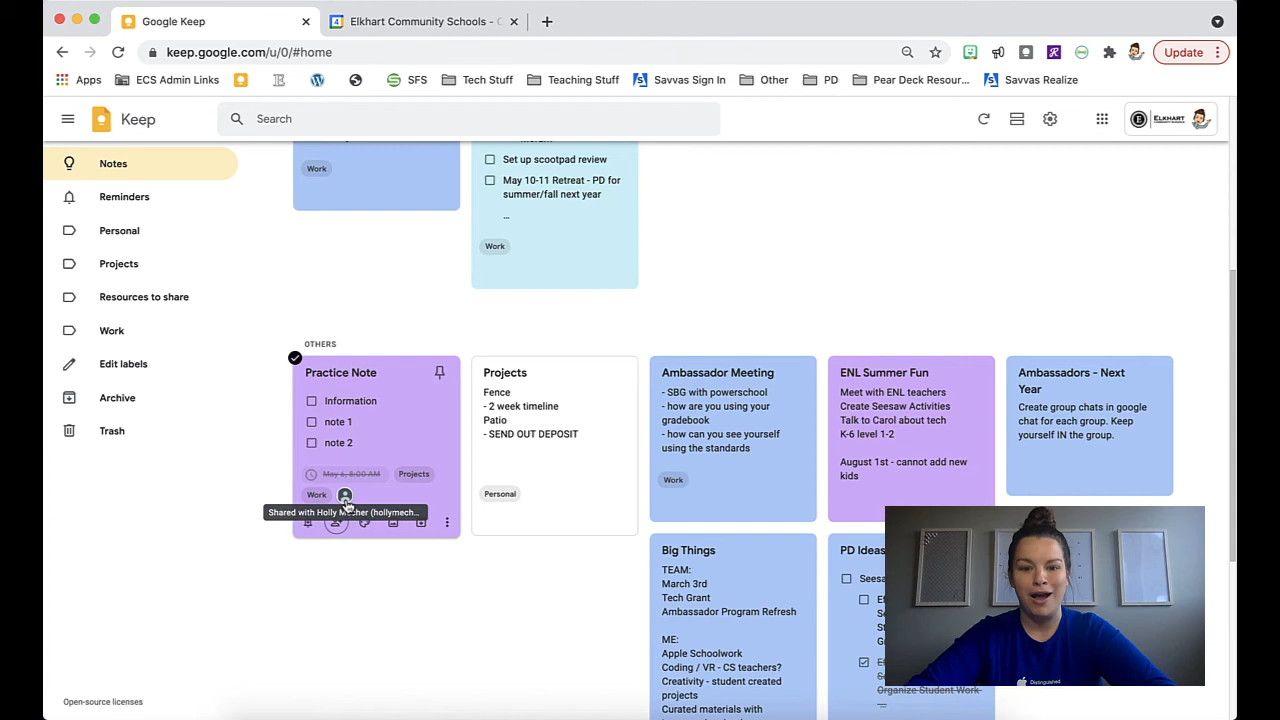 Google Keep
Elkhart Community Schools - C
keep.google.com/u/0/#home
Update
Apps
ECS Admin Links
SFS
Tech Stuff
Teaching Stuff
Savvas Sign In
Other
PD
Pear Deck Resour...
Savvas Realize
Keep
Search
ELKHART
Notes
Reminders
Personal
Projects
Resources to share
Work
Edit labels
Archive
Trash
Work
Set up scootpad review
May 10-11 Retreat - PD for
summer/fall next year
...
Work
OTHERS
Practice Note
Information
note 1
note 2
May 6, 8:00 AM
Projects
Work
Shared with Holly (hollymech...
Projects
Fence
- 2 week timeline
Patio
- SEND OUT DEPOSIT
Personal
Ambassador Meeting
- SBG with powerschool
- how are you using your
gradebook
- how can you see yourself
using the standards
Work
ENL Summer Fun
Meet with ENL teachers
Create Seesaw Activities
Talk to Carol about tech
K-6 level 1-2
August 1st - cannot add new
kids
Ambassadors - Next
Year
Create group chats in google
chat for each group. Keep
yourself IN the group.
Big Things
TEAM:
March 3rd
Tech Grant
Ambassador Program Refresh
ME:
Apple Schoolwork
Coding / VR - CS teachers?
Creativity - student created
projects
Curated materials with
PD Ideas
Seesa
Organize Student Work
...
Distinguished
Open-source licenses